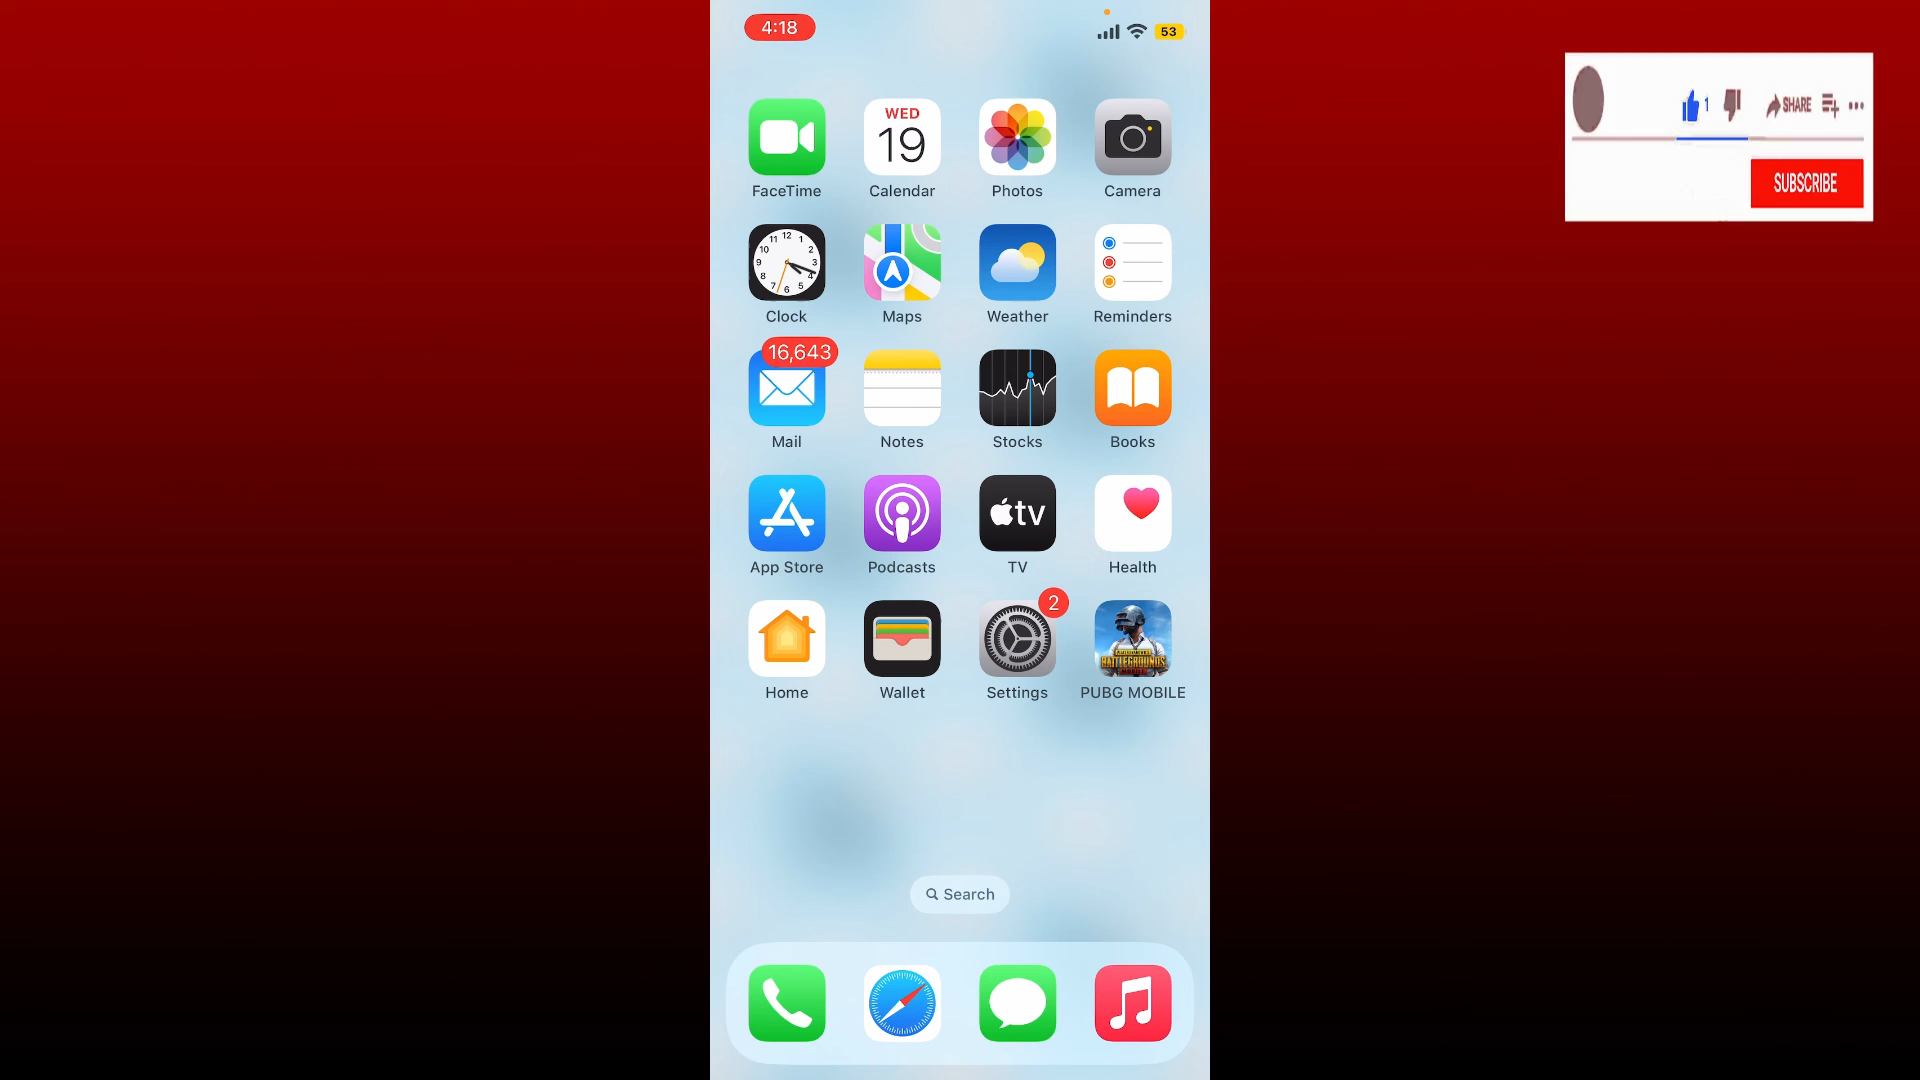 4:18
53
WED
19
FaceTime
Calendar
Photos
Camera
Clock
Maps
Weather
Reminders
16,643
Mail
Notes
Stocks
Books
tv
App Store
Podcasts
TV
Health
2
BATTLEGROUNDS
Home
Wallet
Settings
PUBG MOBILE
Search
1
SHARE
SUBSCRIBE